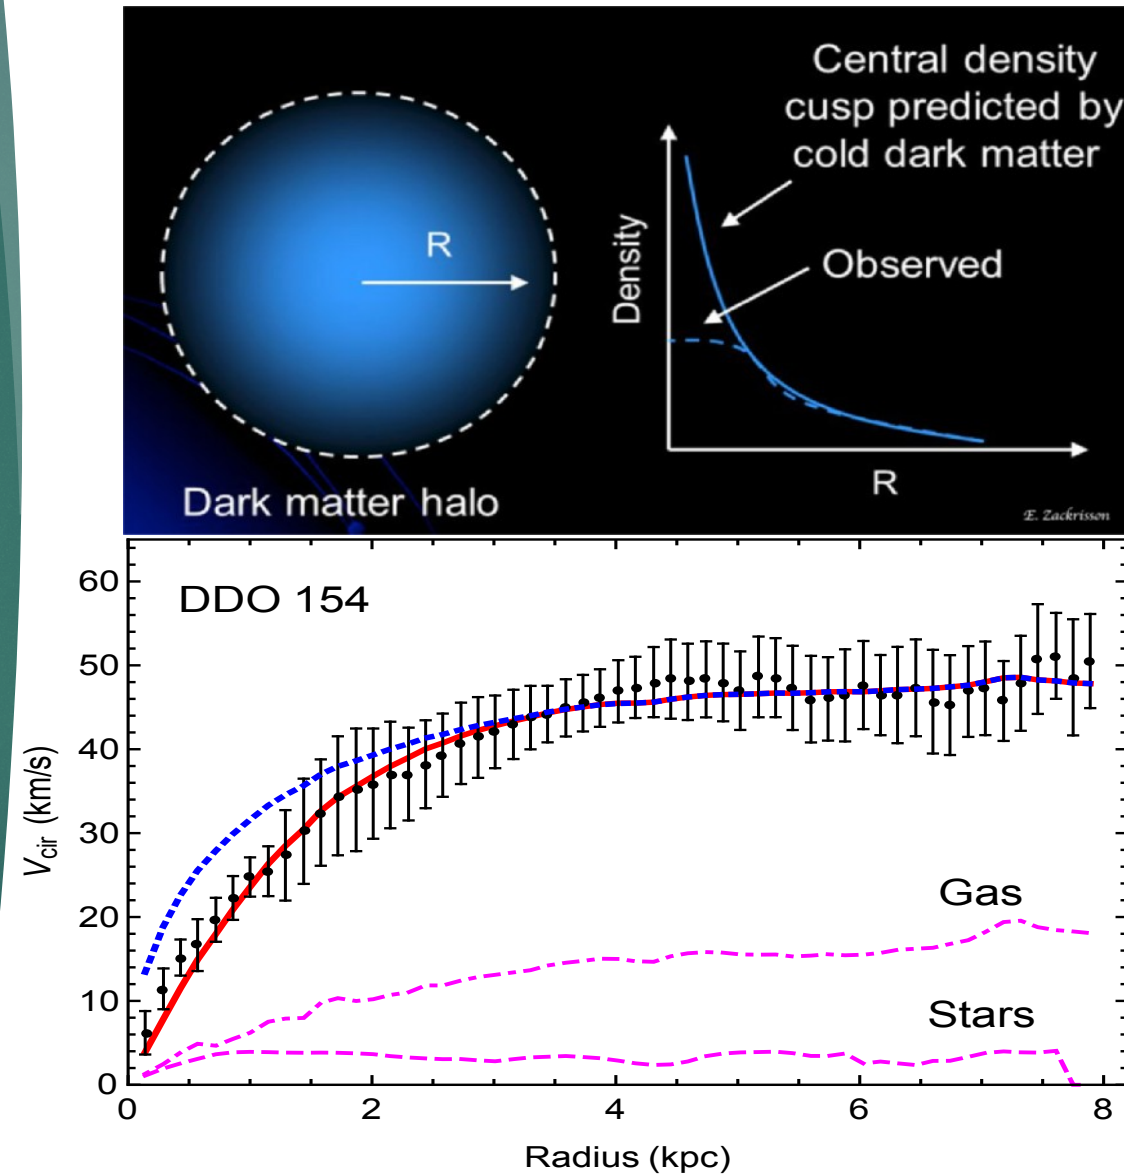 Central density
cusp predicted by
cold dark matter
R
Density
Observed
R
Dark matter halo
E. Zackrisson
DDO 154
60
50
40
30
20
10
0
V_cir (km/s)
Gas
Stars
0 2 4 6 8
Radius (kpc)